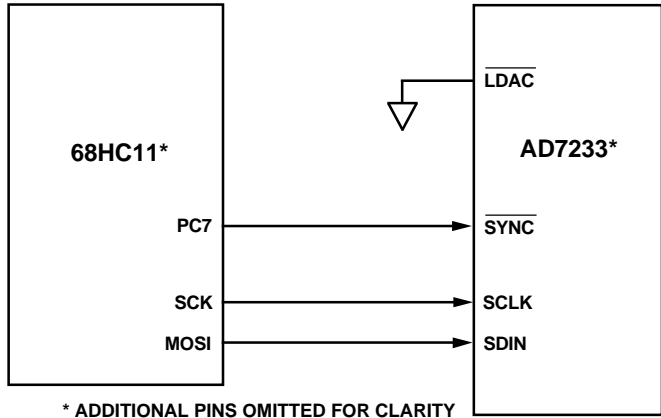 LDAC
68HC11*
AD7233*
PC7
SYNC
SCK
SCLK
MOSI
SDIN
* ADDITIONAL PINS OMITTED FOR CLARITY